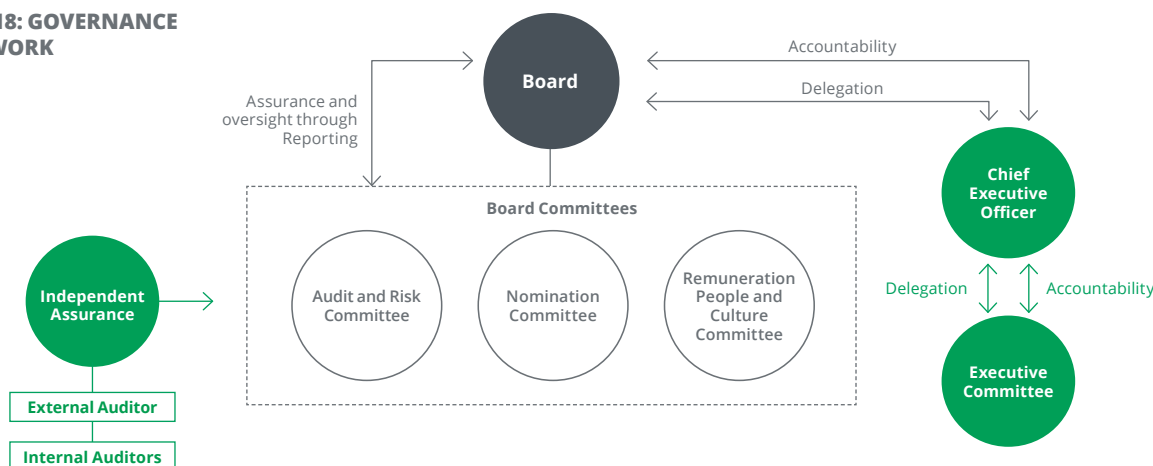 18: GOVERNANCE
WORK
Board
Accountability
Delegation
Assurance and
oversight through
Reporting
Chief
Executive
Officer
Board Committees
Independent
Assurance
Audit and Risk
Committee
Nomination
Committee
Remuneration
People and
Culture
Committee
Delegation
Accountability
Executive
Committee
External Auditor
Internal Auditors